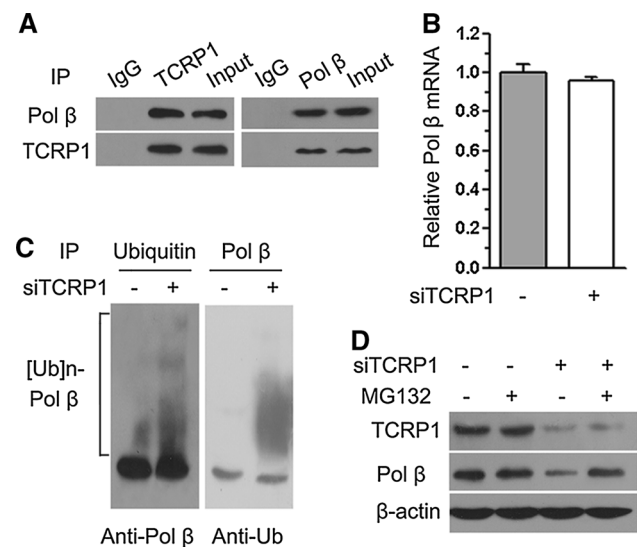 A
IP IgG TCRP1 Input IgG Pol β Input
Pol β
TCRP1
B
Relative Pol β mRNA
1.2
1.0
0.8
0.6
0.4
0.2
0.0
siTCRP1 - +
C
IP Ubiquitin Pol β
siTCRP1 - + - +
[Ub]n-
Pol β
Anti-Pol β Anti-Ub
D
siTCRP1 - - + +
MG132 - + - +
TCRP1
Pol β
β-actin